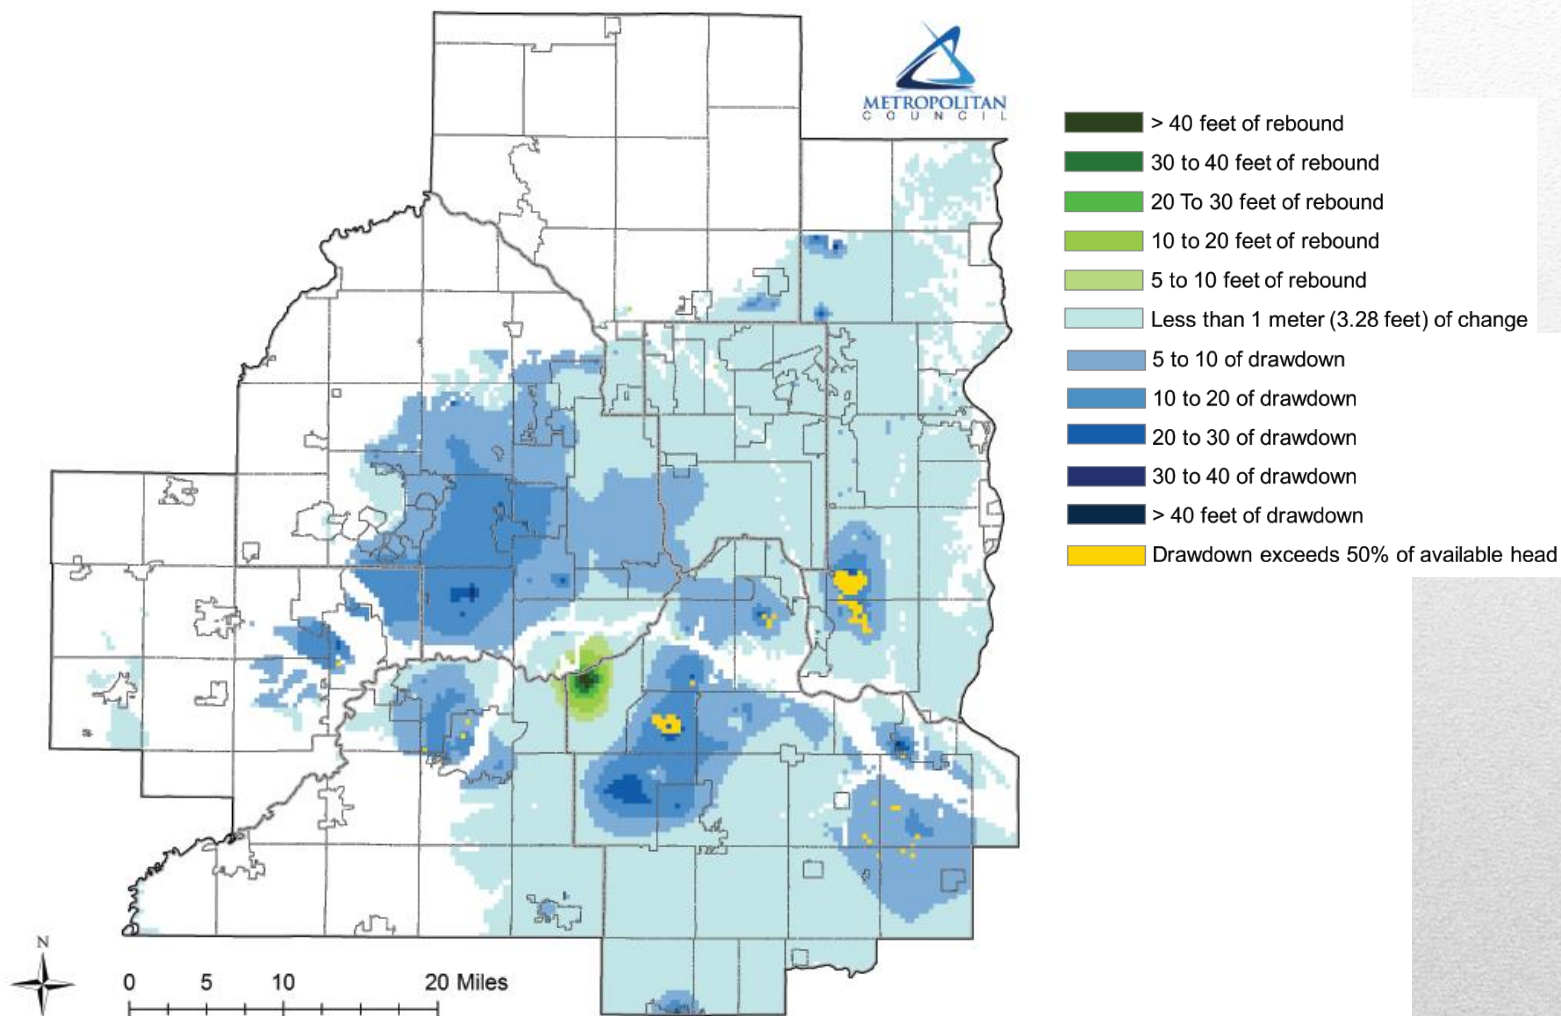 METROPOLITAN
COUNCIL
> 40 feet of rebound
30 to 40 feet of rebound
20 To 30 feet of rebound
10 to 20 feet of rebound
5 to 10 feet of rebound
Less than 1 meter (3.28 feet) of change
5 to 10 of drawdown
10 to 20 of drawdown
20 to 30 of drawdown
30 to 40 of drawdown
> 40 feet of drawdown
Drawdown exceeds 50% of available head
N
0 5 10 20 Miles